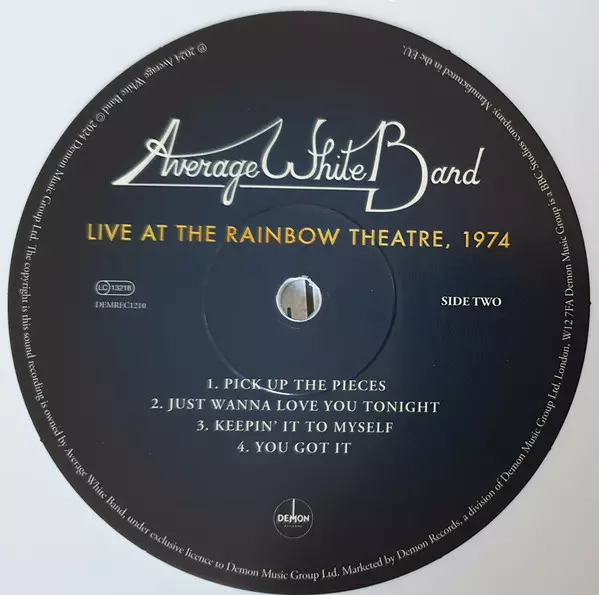 Average White Band
LIVE AT THE RAINBOW THEATRE, 1974
LC 13218
DEMREC1210
SIDE TWO
1. PICK UP THE PIECES
2. JUST WANNA LOVE YOU TONIGHT
3. KEEPIN' IT TO MYSELF
4. YOU GOT IT
DEMON
RECORDS
℗ 2024 Average White Band © 2024 Demon Music Group Ltd. The copyright in this sound recording is owned by Average White Band, under exclusive licence to Demon Music Group Ltd. Marketed by Demon Records, a division of Demon Music Group Ltd. London, W12 7FA Demon Music Group is a BBC Studios company. Manufactured in the EU.